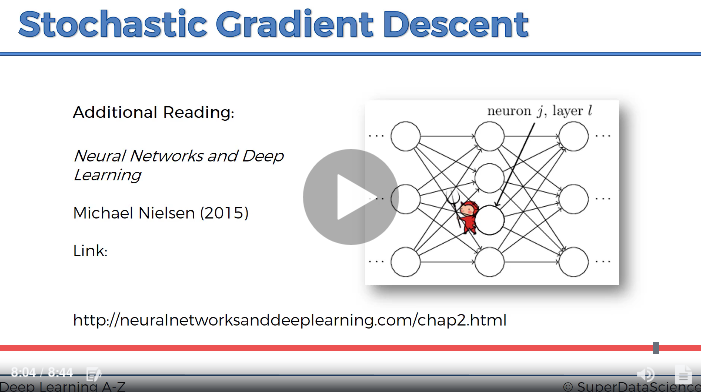 Stochastic Gradient Descent
Additional Reading:
neuron j, layer l
Neural Networks and Deep
Learning
Michael Nielsen (2015)
Link:
http://neuralnetworksanddeeplearning.com/chap2.html
8:04 / 8:44
Deep Learning A-Z
© SuperDataScience